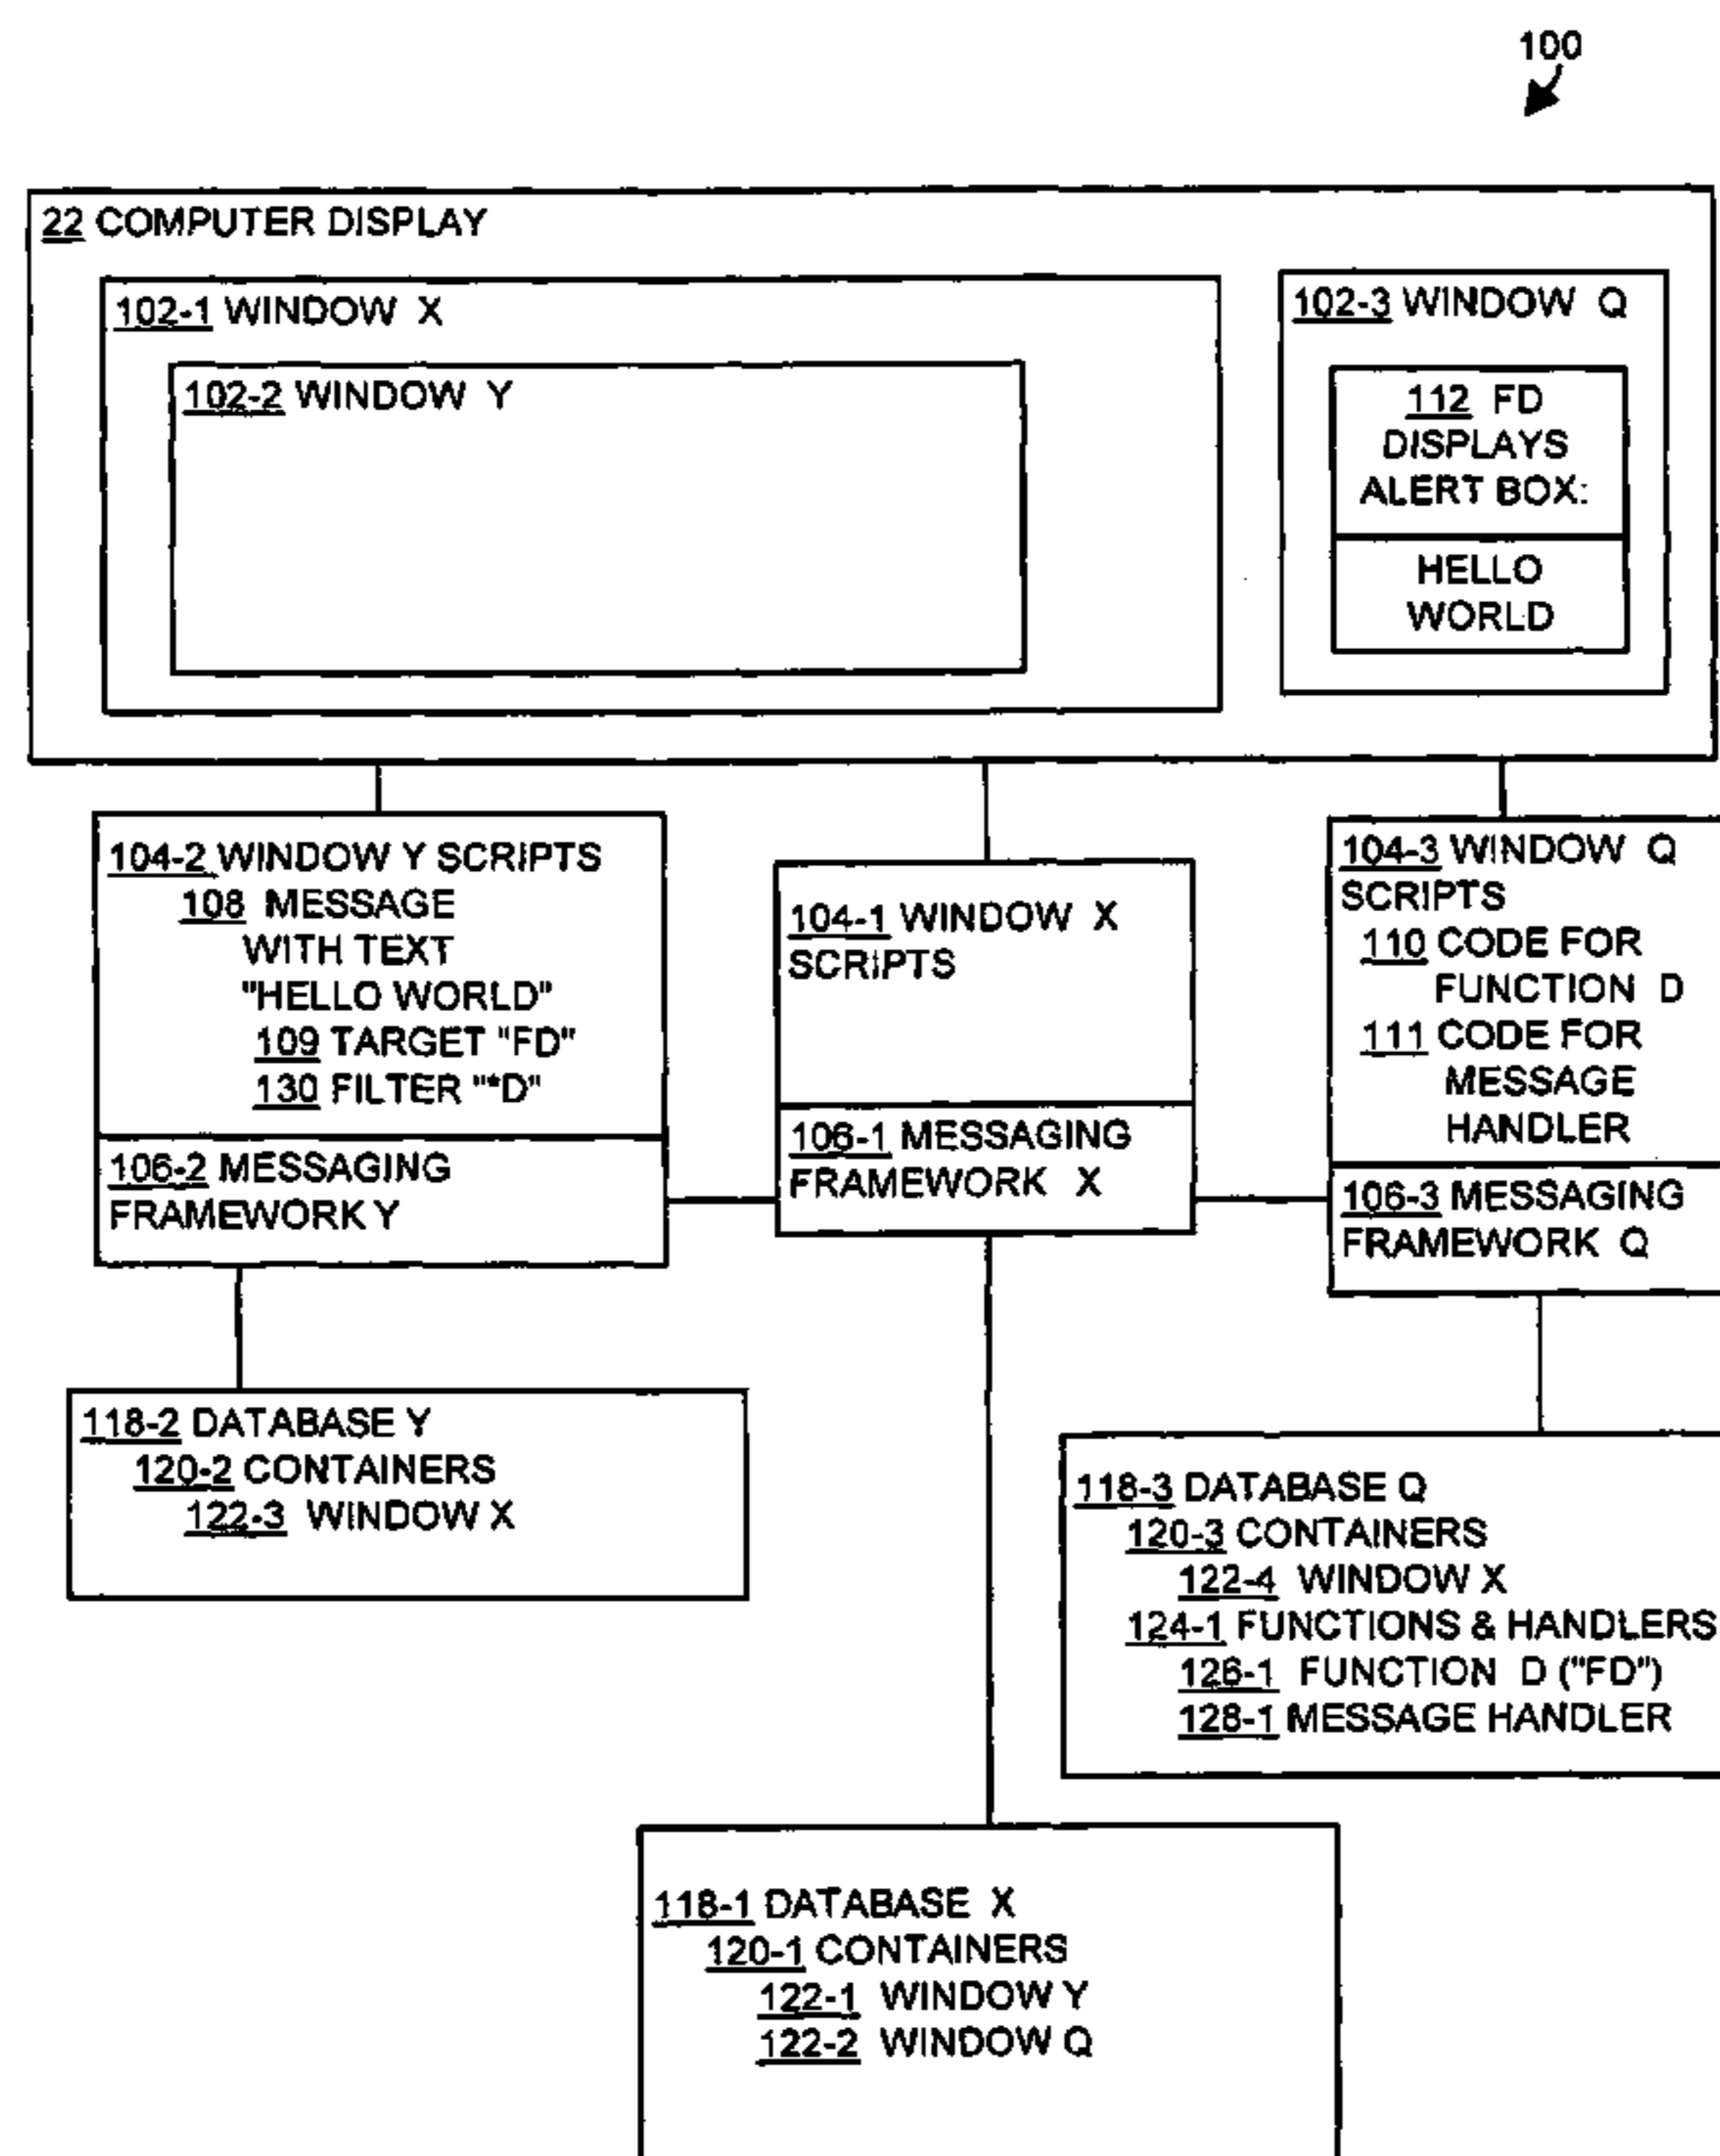 100
22 COMPUTER DISPLAY
102-1 WINDOW X
102-2 WINDOW Y
102-3 WINDOW Q
112 FD
DISPLAYS
ALERT BOX:
HELLO
WORLD
104-2 WINDOW Y SCRIPTS
108 MESSAGE
WITH TEXT
"HELLO WORLD"
109 TARGET "FD"
130 FILTER "*D"
106-2 MESSAGING
FRAMEWORK Y
104-1 WINDOW X
SCRIPTS
106-1 MESSAGING
FRAMEWORK X
104-3 WINDOW Q
SCRIPTS
110 CODE FOR
FUNCTION D
111 CODE FOR
MESSAGE
HANDLER
106-3 MESSAGING
FRAMEWORK Q
118-2 DATABASE Y
120-2 CONTAINERS
122-3 WINDOW X
118-3 DATABASE Q
120-3 CONTAINERS
122-4 WINDOW X
124-1 FUNCTIONS & HANDLERS
126-1 FUNCTION D ("FD")
128-1 MESSAGE HANDLER
118-1 DATABASE X
120-1 CONTAINERS
122-1 WINDOW Y
122-2 WINDOW Q